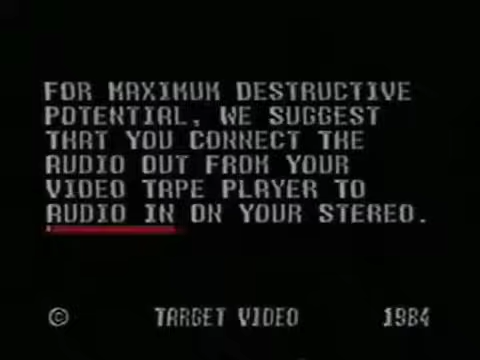 FOR MAXIMUM DESTRUCTIVE
POTENTIAL, WE SUGGEST
THAT YOU CONNECT THE
AUDIO OUT FROM YOUR
VIDEO TAPE PLAYER TO
AUDIO IN ON YOUR STEREO.
© TARGET VIDEO 1984